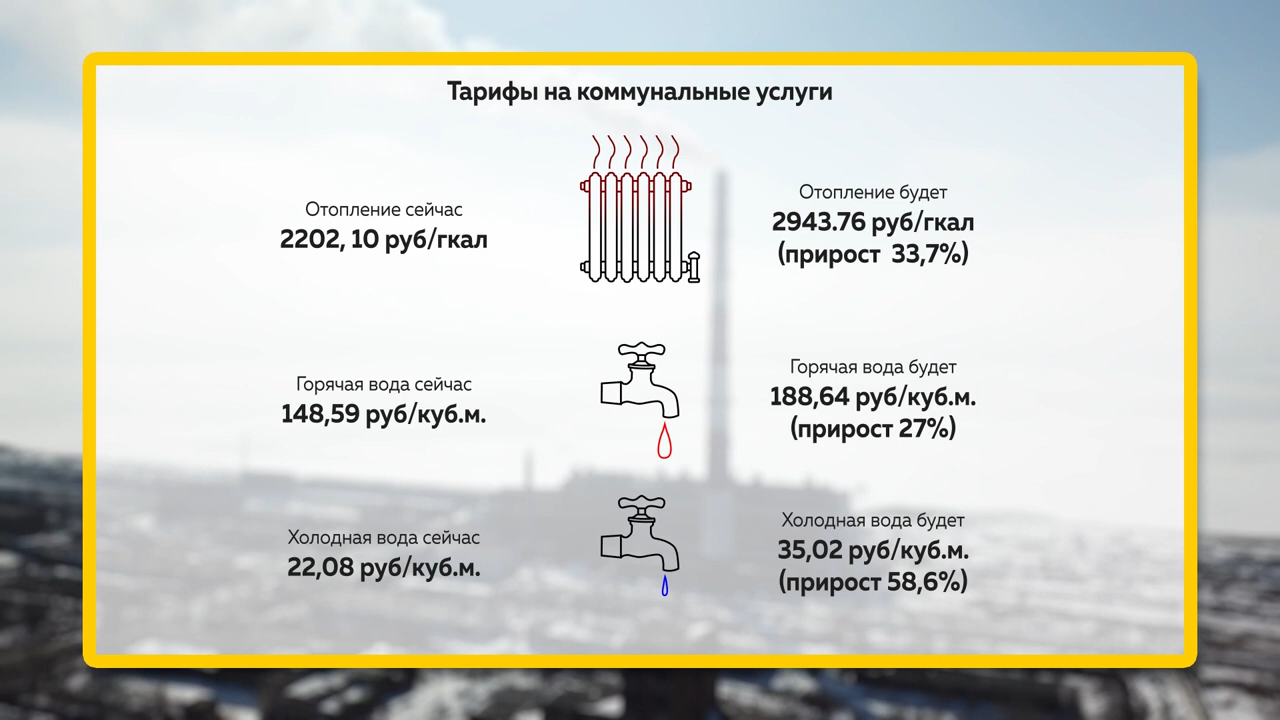 Тарифы на коммунальные услуги
Отопление сейчас
2202, 10 руб/гкал
Отопление будет
2943.76 руб/гкал
(прирост  33,7%)
Горячая вода сейчас
148,59 руб/куб.м.
Горячая вода будет
188,64 руб/куб.м.
(прирост 27%)
Холодная вода сейчас
22,08 руб/куб.м.
Холодная вода будет
35,02 руб/куб.м.
(прирост 58,6%)